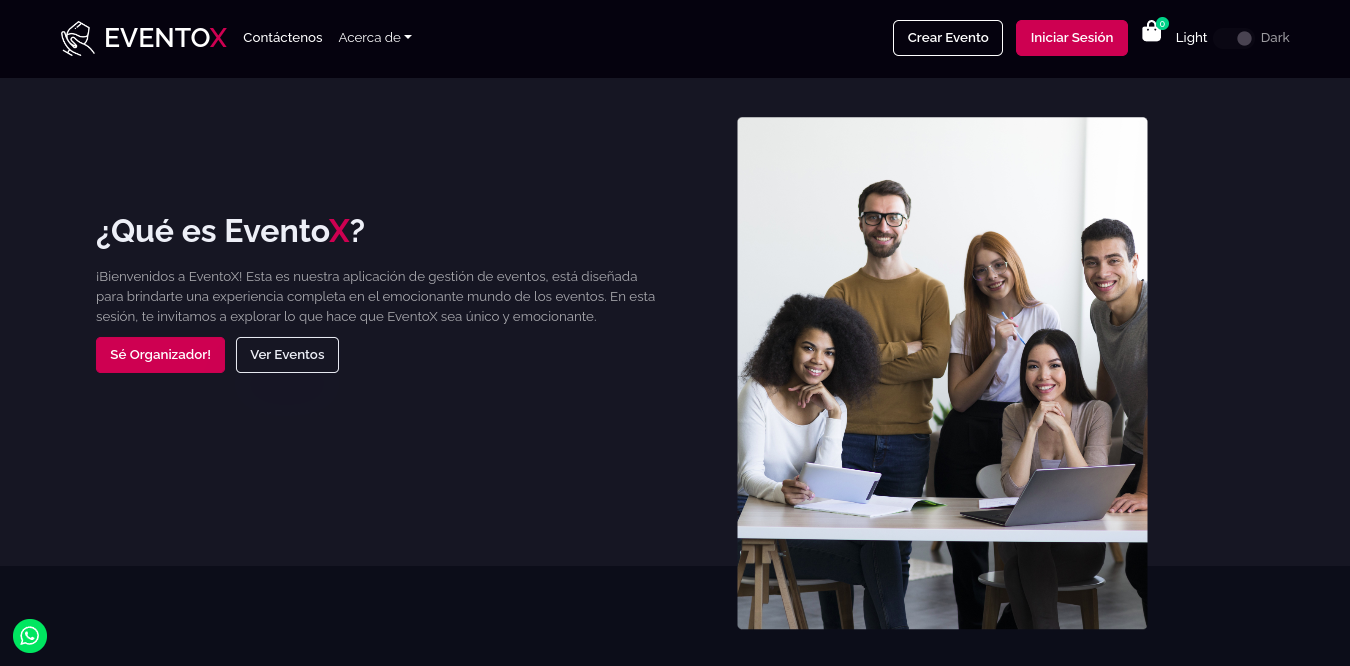 EVENTOX
Contáctenos
Acerca de
Crear Evento
Iniciar Sesión
0
Light
Dark
¿Qué es EventoX?
¡Bienvenidos a EventoX! Esta es nuestra aplicación de gestión de eventos, está diseñada
para brindarte una experiencia completa en el emocionante mundo de los eventos. En esta
sesión, te invitamos a explorar lo que hace que EventoX sea único y emocionante.
Sé Organizador!
Ver Eventos